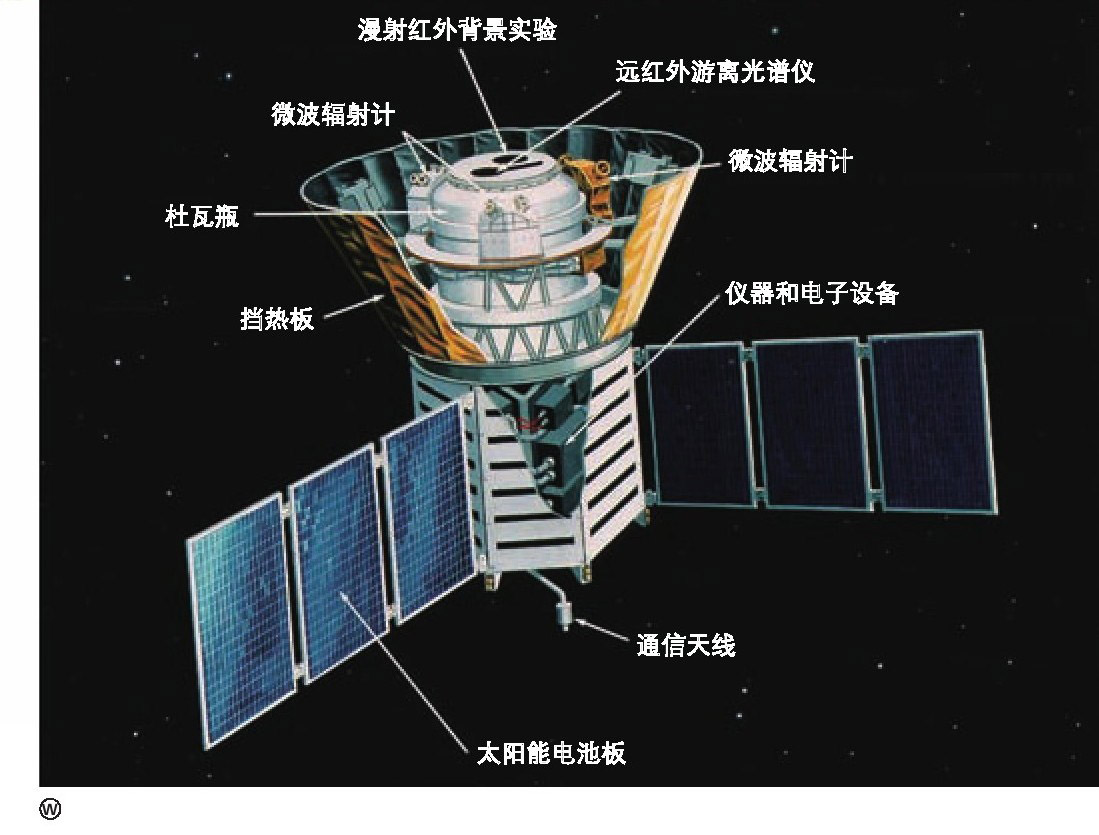 漫射红外背景实验
远红外游离光谱仪
微波辐射计
微波辐射计
杜瓦瓶
仪器和电子设备
挡热板
通信天线
太阳能电池板
W